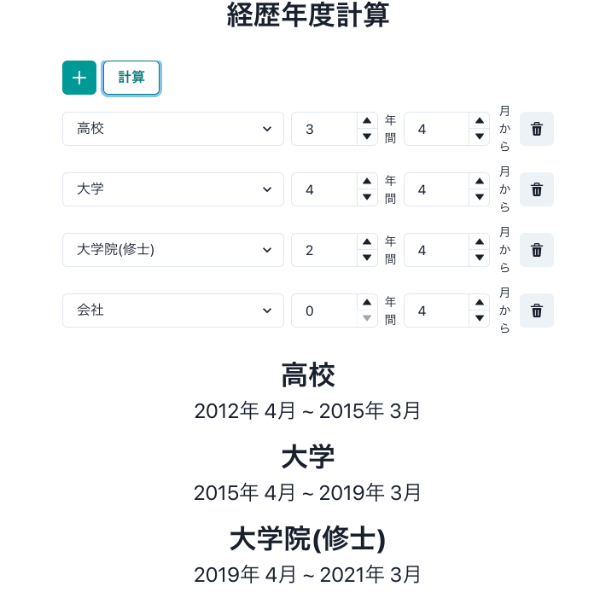 経歴年度計算
計算
高校 3 年間 4 月から
大学 4 年間 4 月から
大学院(修士) 2 年間 4 月から
会社 0 年間 4 月から
高校
2012年 4月 ~ 2015年 3月
大学
2015年 4月 ~ 2019年 3月
大学院(修士)
2019年 4月 ~ 2021年 3月